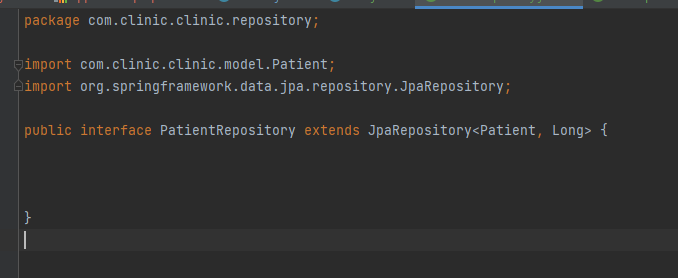 package com.clinic.clinic.repository;
import com.clinic.clinic.model.Patient;
import org.springframework.data.jpa.repository.JpaRepository;
public interface PatientRepository extends JpaRepository<Patient, Long> {
}